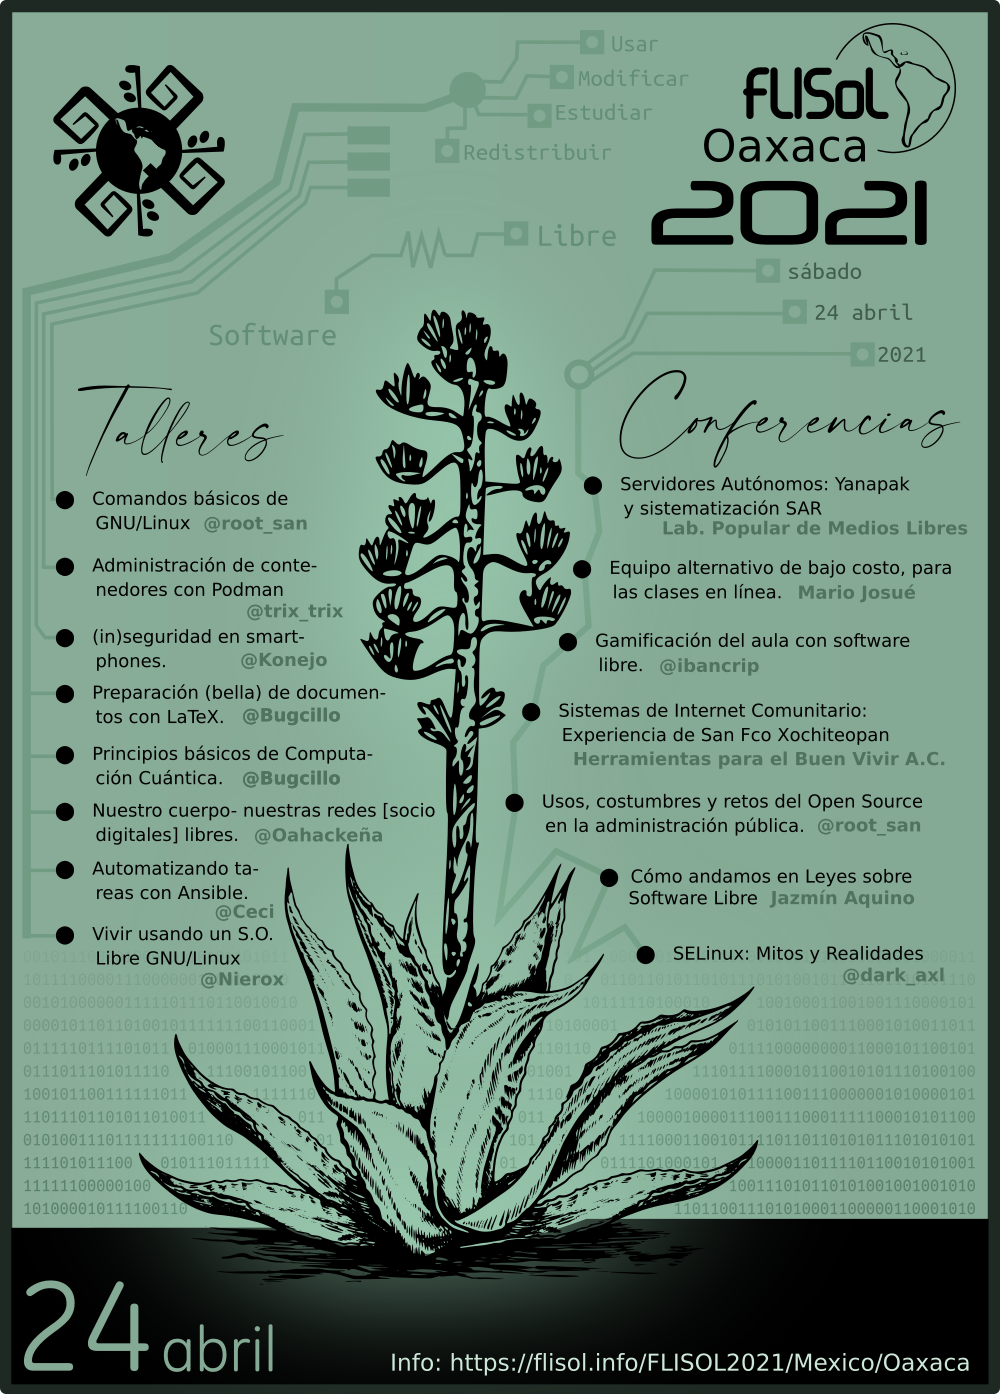 Usar
Modificar
Estudiar
Redistribuir
Libre
Software
fLISoL
Oaxaca
2021
sábado
24 abril
2021
Talleres
Comandos básicos de
GNU/Linux @root_san
Administración de conte-
nedores con Podman
@trix_trix
(in)seguridad en smart-
phones. @Konejo
Preparación (bella) de documen-
tos con LaTeX. @Bugcillo
Principios básicos de Computa-
ción Cuántica. @Bugcillo
Nuestro cuerpo- nuestras redes [socio
digitales] libres. @Oahackeña
Automatizando ta-
reas con Ansible.
@Ceci
Vivir usando un S.O.
Libre GNU/Linux
@Nierox
Conferencias
Servidores Autónomos: Yanapak
y sistematización SAR
Lab. Popular de Medios Libres
Equipo alternativo de bajo costo, para
las clases en línea. Mario Josué
Gamificación del aula con software
libre. @ibancrip
Sistemas de Internet Comunitario:
Experiencia de San Fco Xochiteopan
Herramientas para el Buen Vivir A.C.
Usos, costumbres y retos del Open Source
en la administración pública. @root_san
Cómo andamos en Leyes sobre
Software Libre Jazmín Aquino
SELinux: Mitos y Realidades
@dark_axl
24 abril
Info: https://flisol.info/FLISOL2021/Mexico/Oaxaca